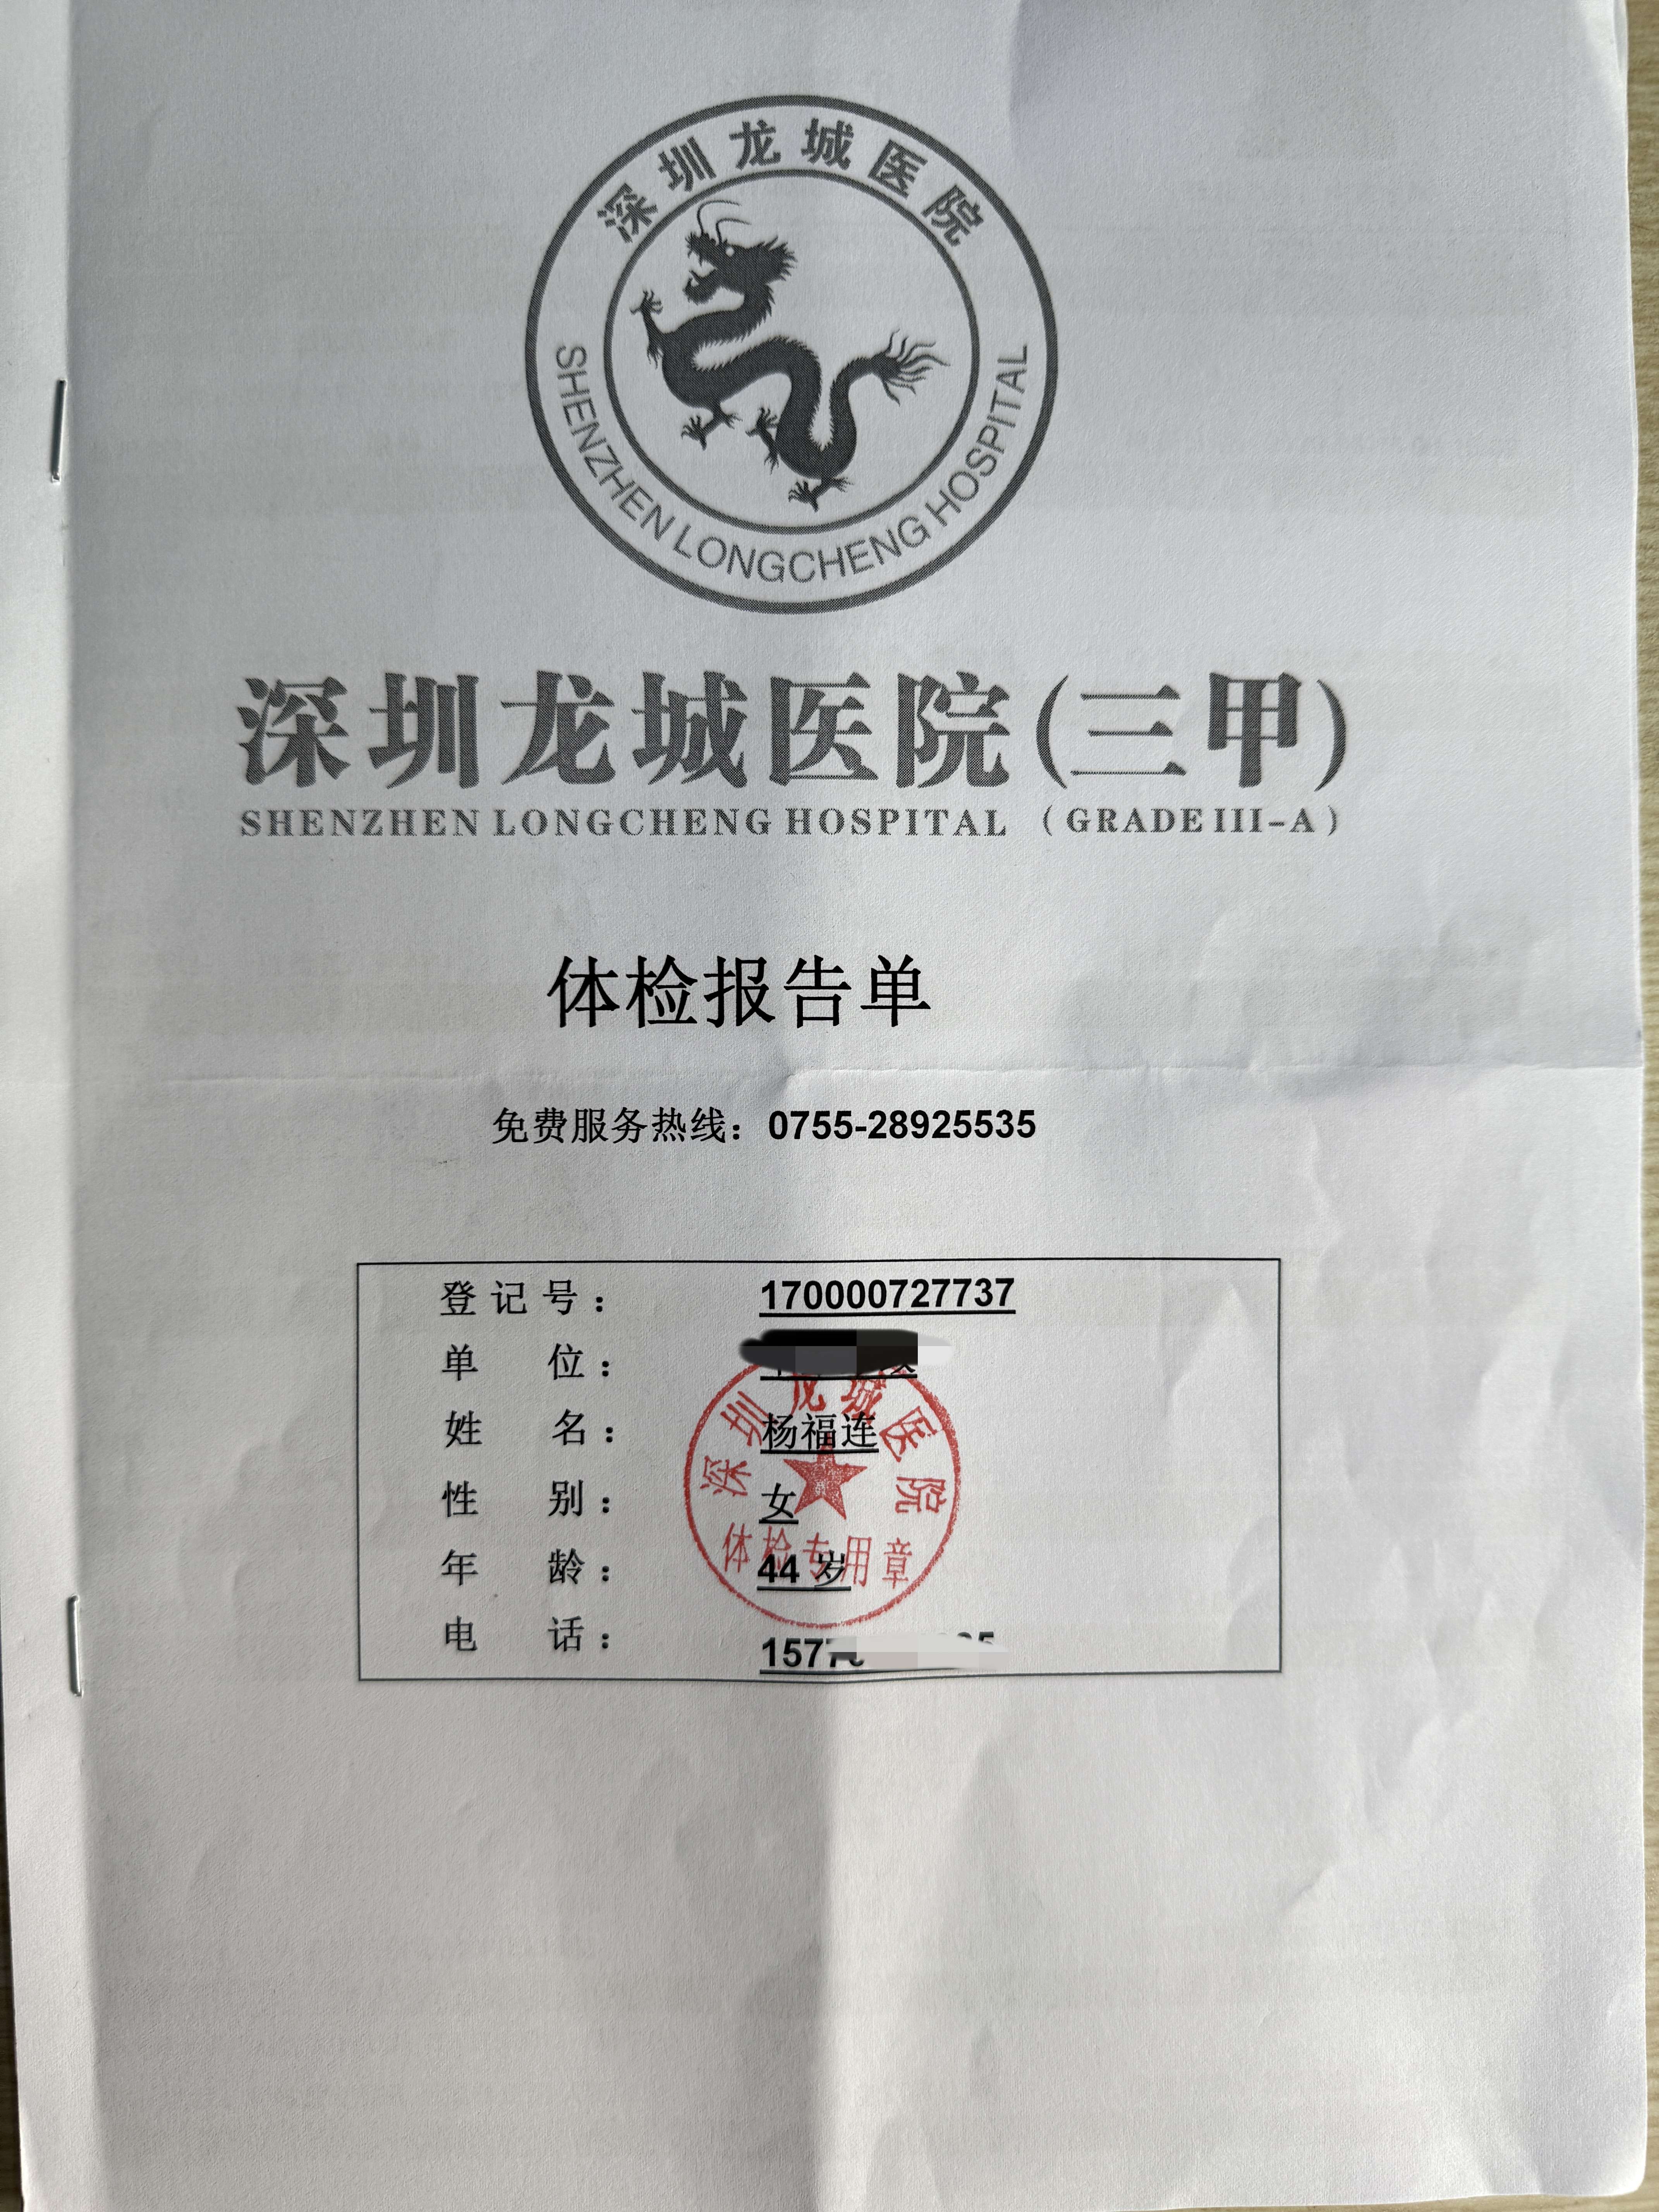 深圳龙城医院
SHENZHEN LONGCHENG HOSPITAL
深圳龙城医院(三甲)
SHENZHEN LONGCHENG HOSPITAL (GRADE III-A)
体检报告单
免费服务热线：0755-28925535
登记号： 170000727737
单 位：
姓 名： 杨福连
性 别： 女
年 龄： 44 岁
电 话： 1577
深圳龙城医院
体检专用章